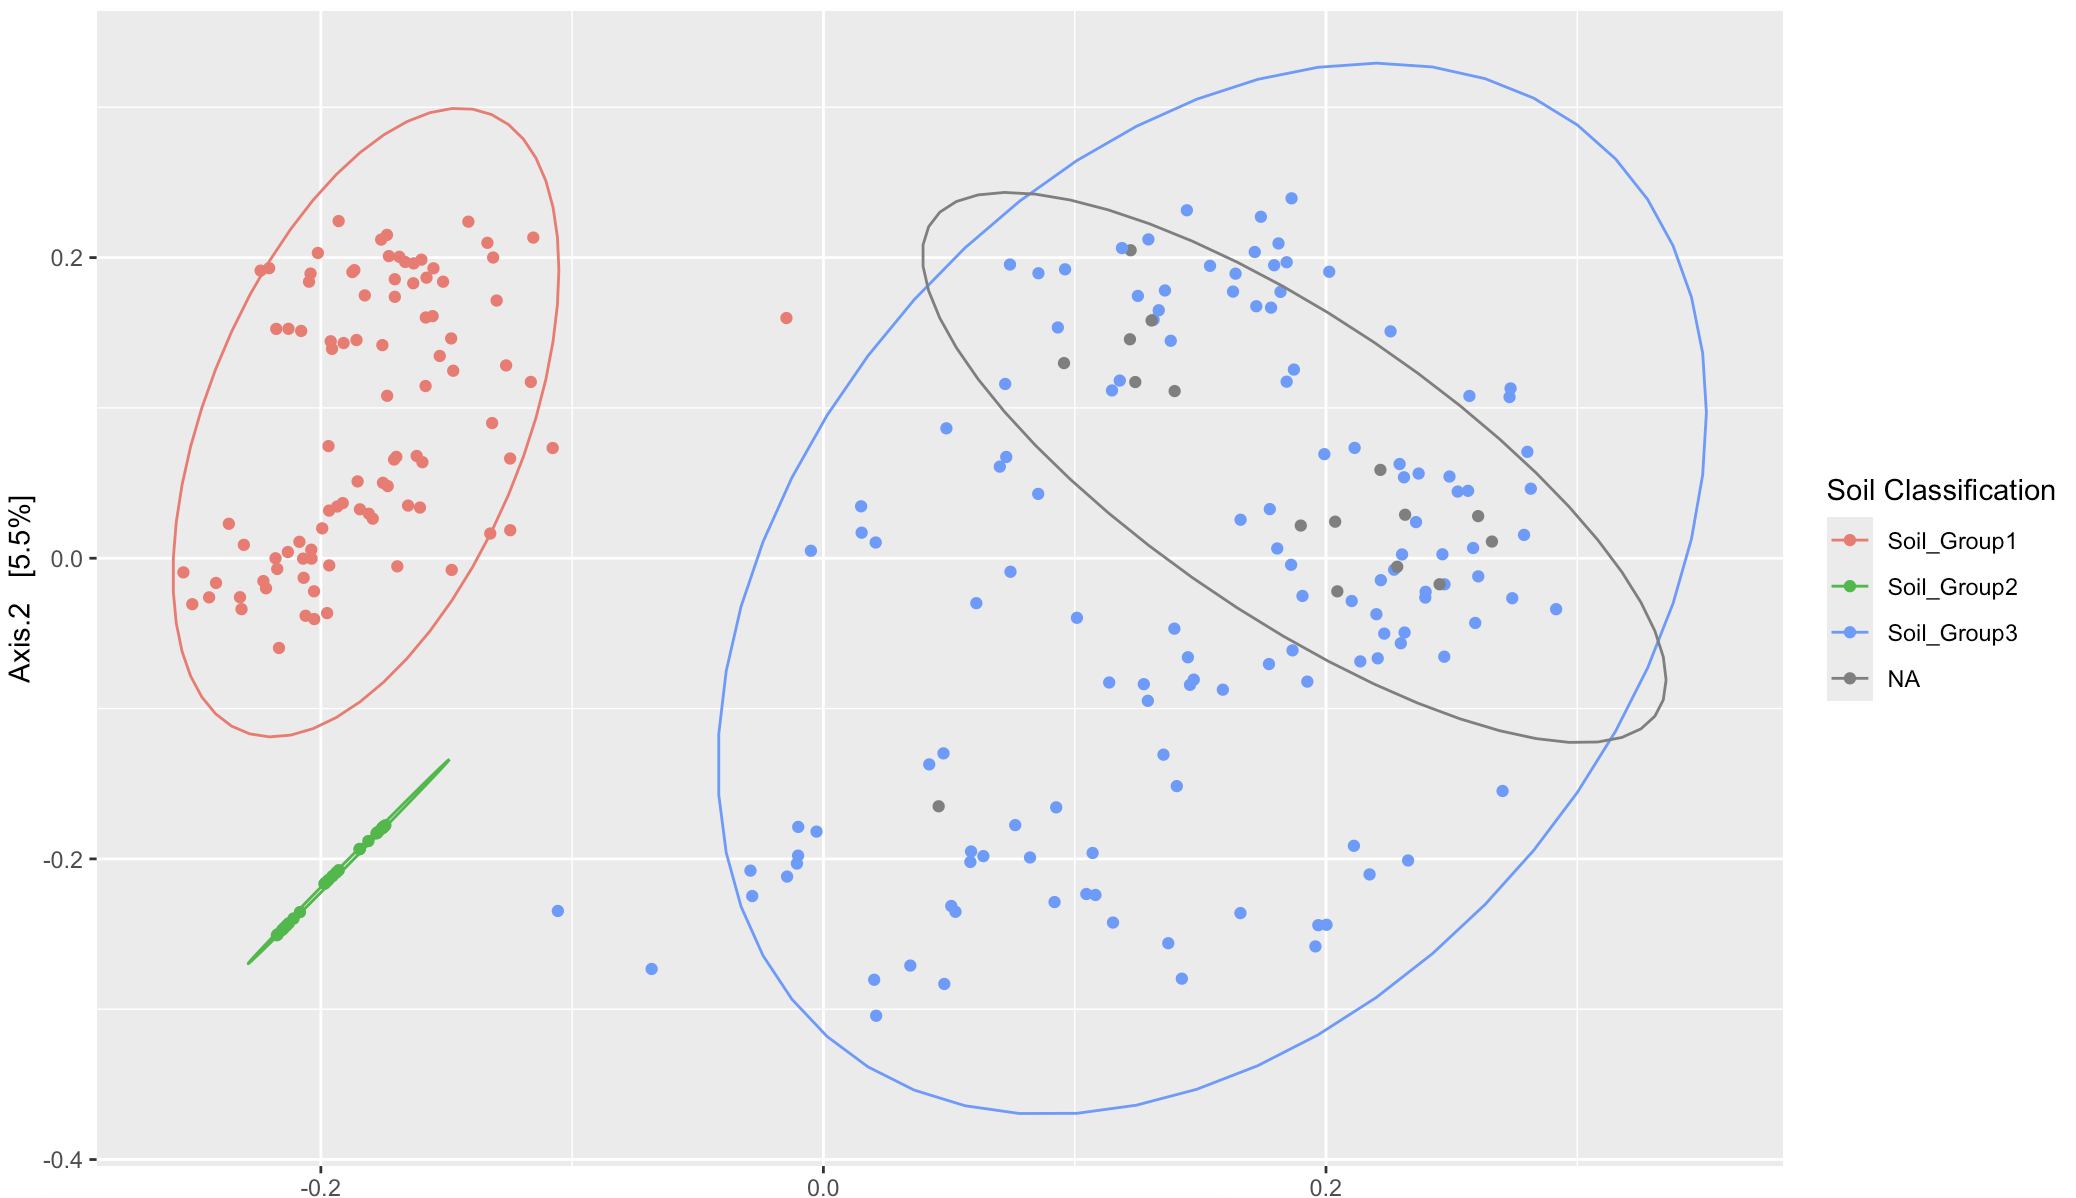 Axis.2 [5.5%]
0.2
0.0
-0.2
-0.4
-0.2
0.0
0.2
Soil Classification
Soil_Group1
Soil_Group2
Soil_Group3
NA